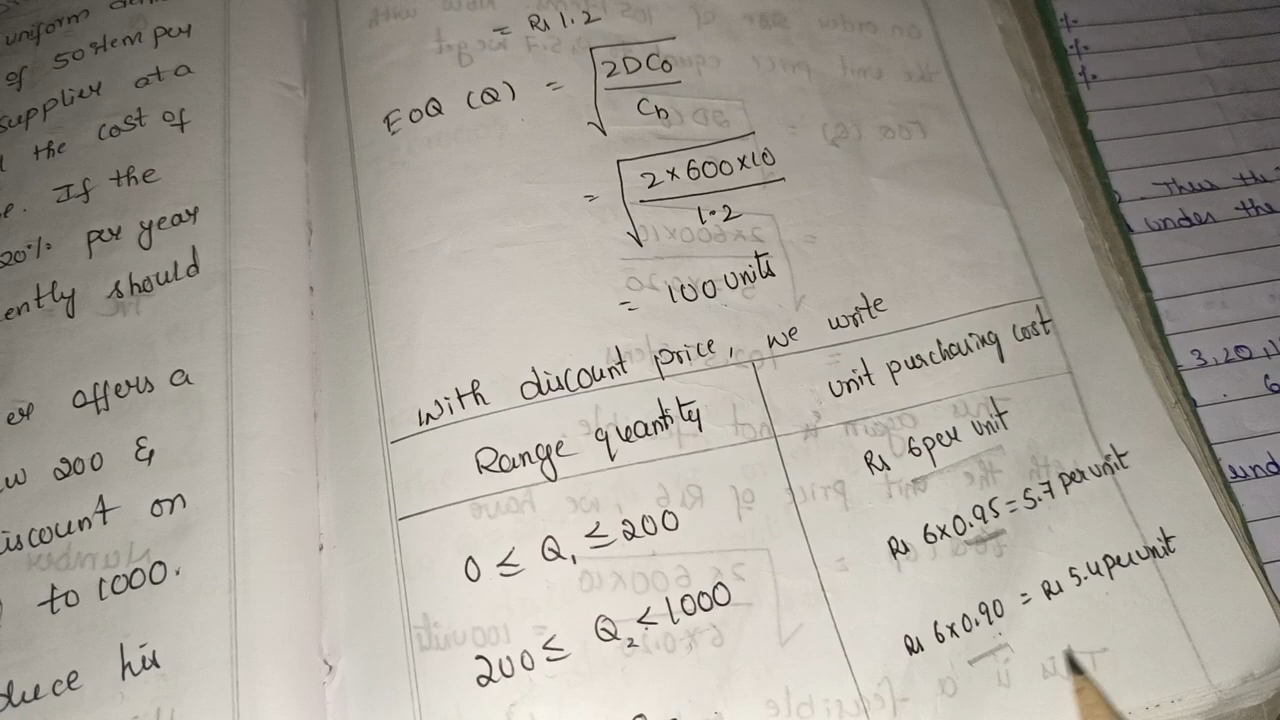 uniform
of 50 item per
supplier at a
the cost of
If the
20% per year
ently should
er offers a
200 &
iscount on
to 1000.
duce his
= Rs 1.2
EOQ (Q) = √2DCo
Ch
= √2×600×10
1.2
= 100 units
With discount price, we write
Range quantity
unit purchasing cost
0 ≤ Q₁ ≤ 200
Rs 6 per unit
Rs 6×0.95 = 5.7 per unit
200 ≤ Q₂ < 1000
Rs 6×0.90 = Rs 5.4 per unit
Thus the
under the
3, 20, 1
6
und